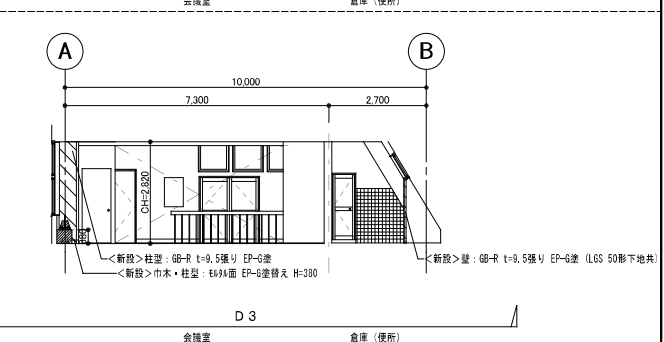 会議室
倉庫（便所）
A
B
10,000
7,300
2,700
CH=2,820
380
＜新設＞柱型：GB-R t=9.5張り EP-G塗
＜新設＞巾木・柱型：ﾓﾙﾀﾙ面 EP-G塗替え H=380
＜新設＞壁：GB-R t=9.5張り EP-G塗（LGS 50形下地共）
D 3
会議室
倉庫（便所）